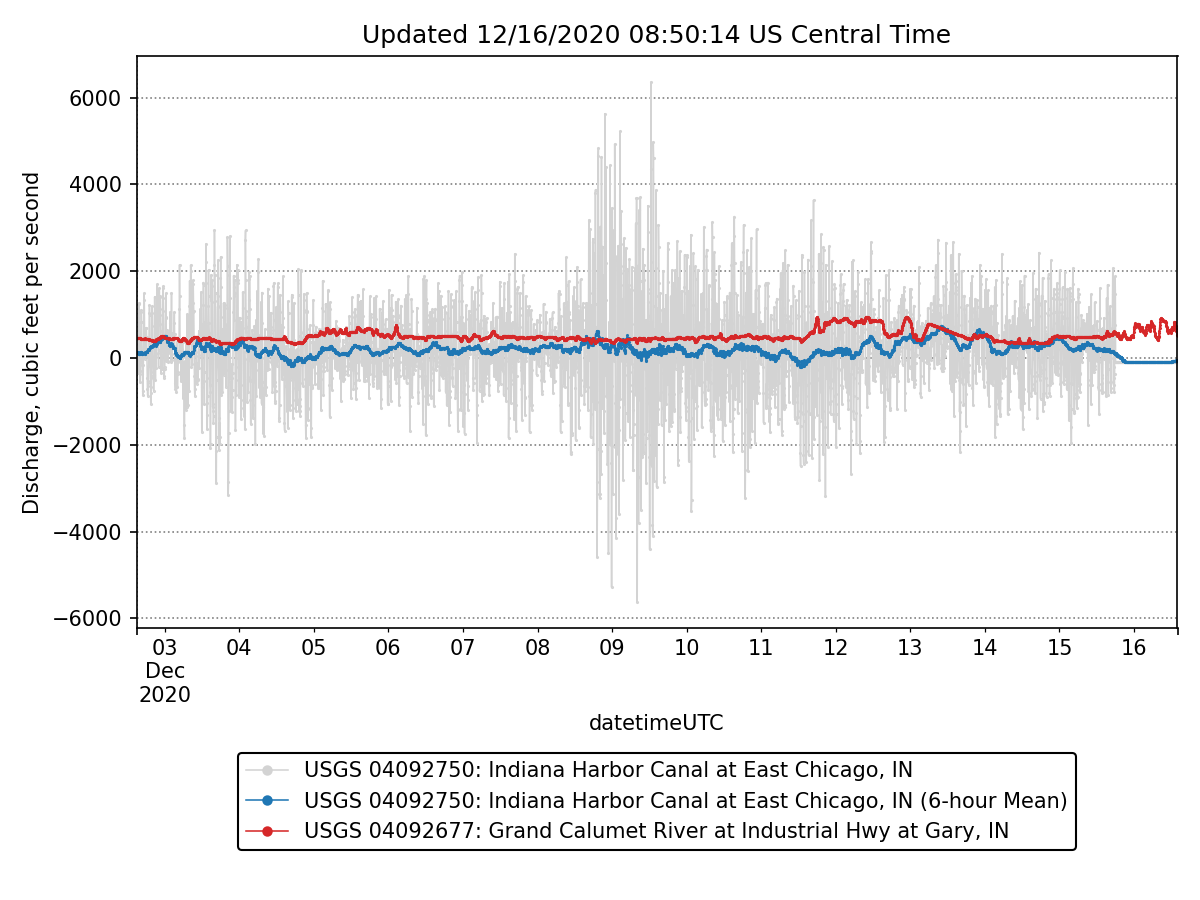 Updated 12/16/2020 08:50:14 US Central Time
Discharge, cubic feet per second
6000
4000
2000
0
−2000
−4000
−6000
03 04 05 06 07 08 09 10 11 12 13 14 15 16
Dec
2020
datetimeUTC
USGS 04092750: Indiana Harbor Canal at East Chicago, IN
USGS 04092750: Indiana Harbor Canal at East Chicago, IN (6-hour Mean)
USGS 04092677: Grand Calumet River at Industrial Hwy at Gary, IN